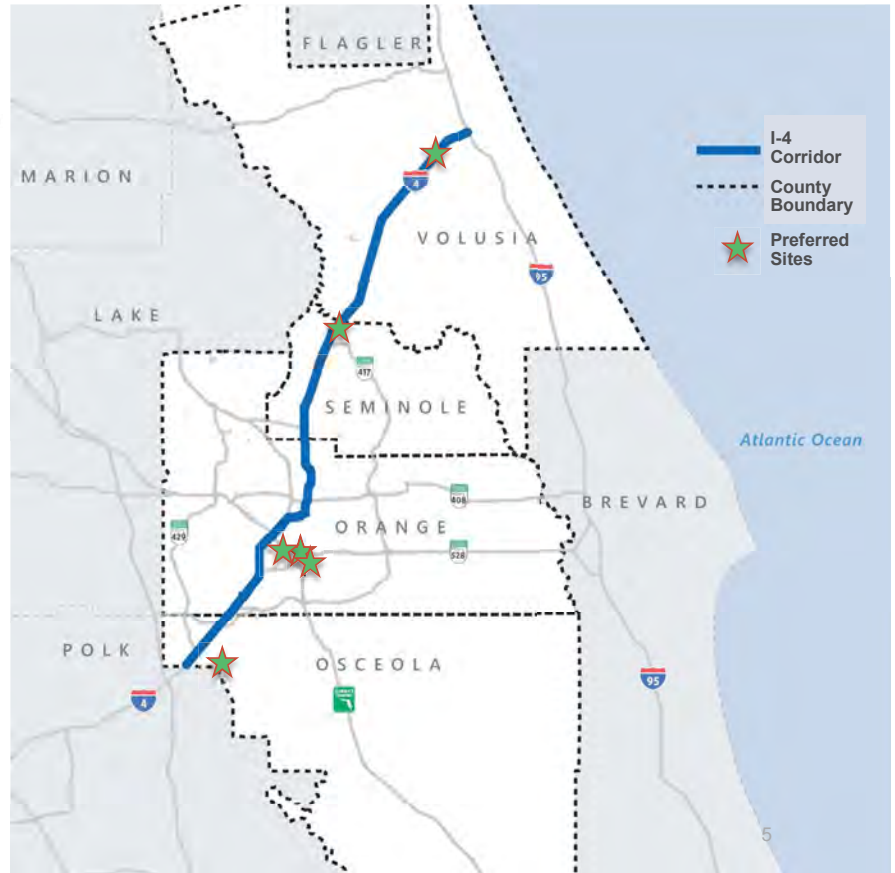 FLAGLER
I-4
Corridor
MARION
4
County
Boundary
VOLUSIA
Preferred
Sites
95
LAKE
417
SEMINOLE
Atlantic Ocean
408
BREVARD
ORANGE
429
528
POLK
OSCEOLA
95
4
5